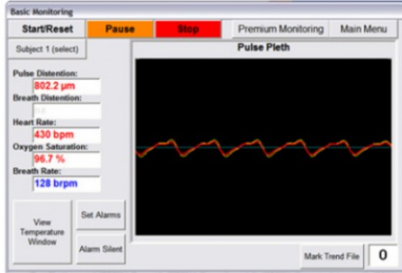 Basic Monitoring
Start/Reset Pause Stop Premium Monitoring Main Menu
Subject 1 (select) Pulse Pleth
Pulse Distention:
802.2 µm
Breath Distention:
Heart Rate:
430 bpm
Oxygen Saturation:
96.7 %
Breath Rate:
128 brpm
View
Temperature
Window
Set Alarms
Alarm Silent
Mark Trend File 0